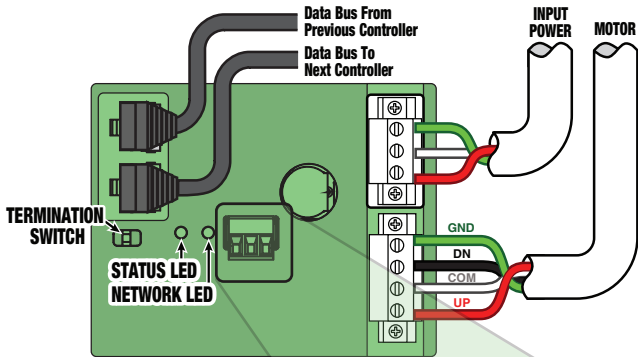 Data Bus From
Previous Controller
Data Bus To
Next Controller
INPUT
POWER
MOTOR
TERMINATION
SWITCH
STATUS LED
NETWORK LED
GND
DN
COM
UP